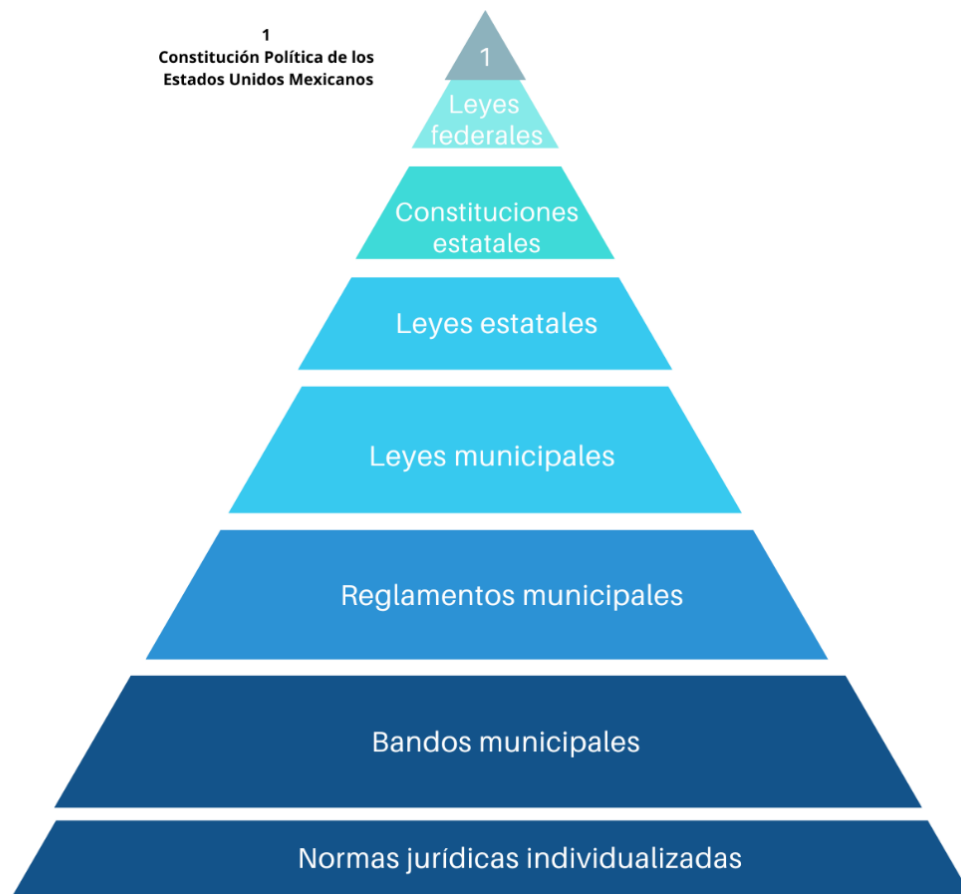 1
Constitución Política de los
Estados Unidos Mexicanos
1
Leyes
federales
Constituciones
estatales
Leyes estatales
Leyes municipales
Reglamentos municipales
Bandos municipales
Normas jurídicas individualizadas